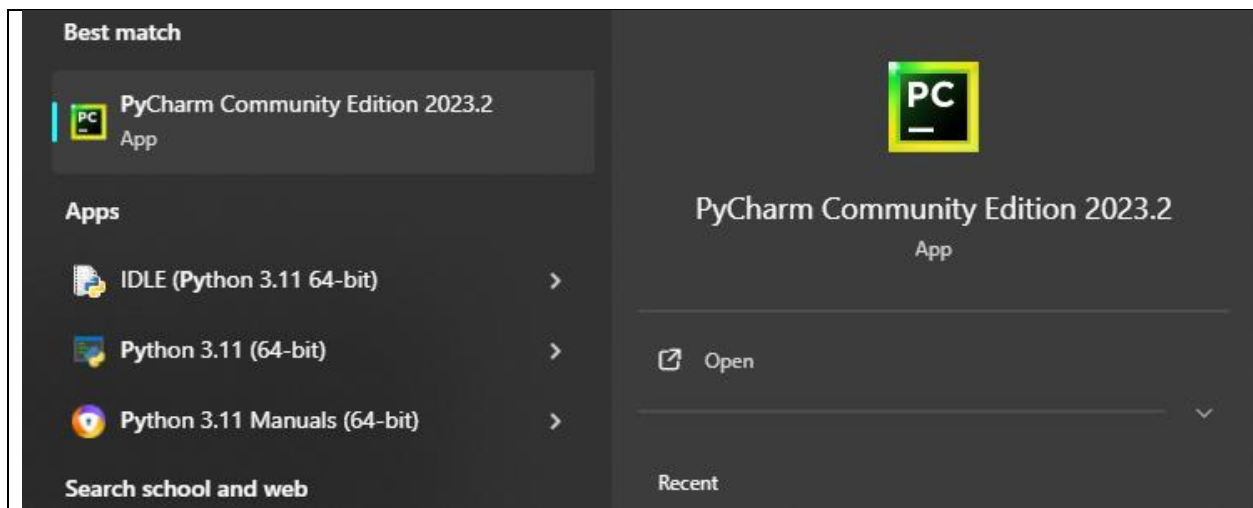 Best match
PyCharm Community Edition 2023.2
App
Apps
IDLE (Python 3.11 64-bit)
Python 3.11 (64-bit)
Python 3.11 Manuals (64-bit)
Search school and web
PC
PyCharm Community Edition 2023.2
App
Open
Recent